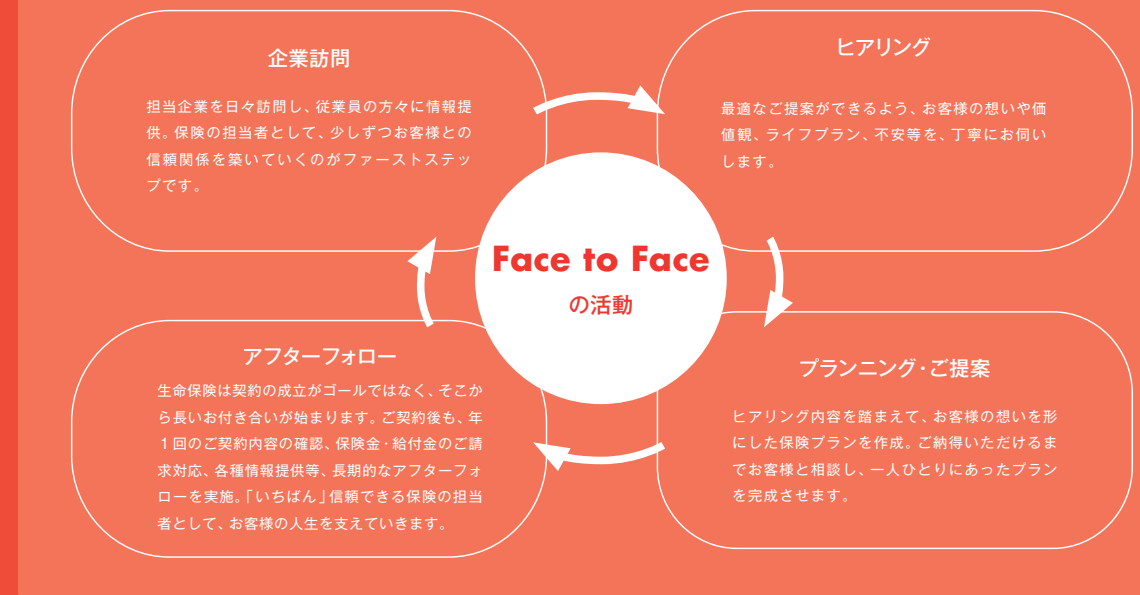 企業訪問
担当企業を日々訪問し、従業員の方々に情報提
供。保険の担当者として、少しずつお客様との
信頼関係を築いていくのがファーストステッ
プです。
ヒアリング
最適なご提案ができるよう、お客様の想いや価
値観、ライフプラン、不安等を、丁寧にお伺い
します。
Face to Face
の活動
アフターフォロー
生命保険は契約の成立がゴールではなく、そこか
ら長いお付き合いが始まります。ご契約後も、年
1回のご契約内容の確認、保険金・給付金のご請
求対応、各種情報提供等、長期的なアフターフォ
ローを実施。「いちばん」信頼できる保険の担当
者として、お客様の人生を支えていきます。
プランニング・ご提案
ヒアリング内容を踏まえて、お客様の想いを形
にした保険プランを作成。ご納得いただけるま
でお客様と相談し、一人ひとりにあったプラン
を完成させます。